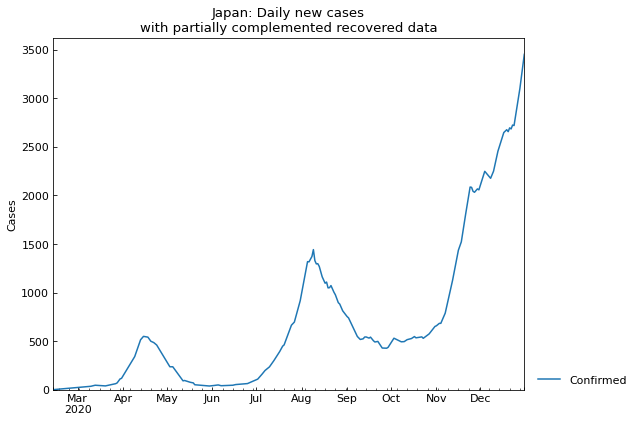 Japan: Daily new cases
with partially complemented recovered data
3500
3000
2500
2000
1500
1000
500
0
Cases
Mar Apr May Jun Jul Aug Sep Oct Nov Dec
2020
Confirmed